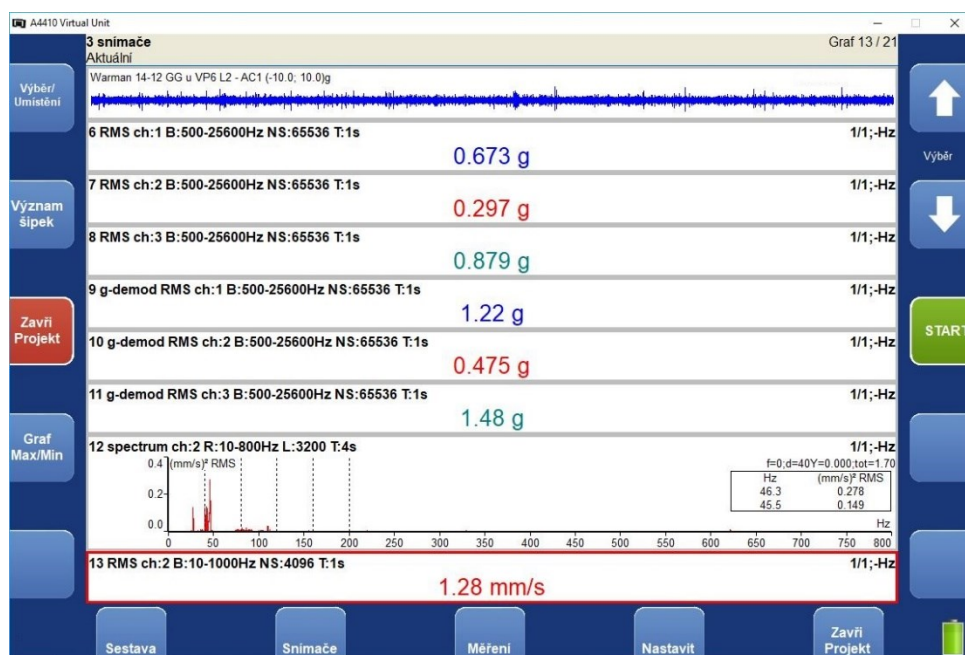 A4410 Virtual Unit
3 snímače
Graf 13 / 21
Aktuální
Warman 14-12 GG u VP6 L2 - AC1 (-10.0; 10.0)g
Výběr/
Umístění
6 RMS ch:1 B:500-25600Hz NS:65536 T:1s
1/1;-Hz
0.673 g
Výběr
7 RMS ch:2 B:500-25600Hz NS:65536 T:1s
1/1;-Hz
0.297 g
Význam
šipek
8 RMS ch:3 B:500-25600Hz NS:65536 T:1s
1/1;-Hz
0.879 g
9 g-demod RMS ch:1 B:500-25600Hz NS:65536 T:1s
1/1;-Hz
1.22 g
Zavři
Projekt
START
10 g-demod RMS ch:2 B:500-25600Hz NS:65536 T:1s
1/1;-Hz
0.475 g
11 g-demod RMS ch:3 B:500-25600Hz NS:65536 T:1s
1/1;-Hz
1.48 g
Graf
Max/Min
12 spectrum ch:2 R:10-800Hz L:3200 T:4s
1/1;-Hz
0.4 (mm/s)² RMS
f=0;d=40Y=0.000;tot=1.70
Hz (mm/s)² RMS
46.3 0.278
45.5 0.149
0.2
0.0
Hz
0 50 100 150 200 250 300 350 400 450 500 550 600 650 700 750 800
13 RMS ch:2 B:10-1000Hz NS:4096 T:1s
1/1;-Hz
1.28 mm/s
Sestava
Snímače
Měření
Nastavit
Zavři
Projekt